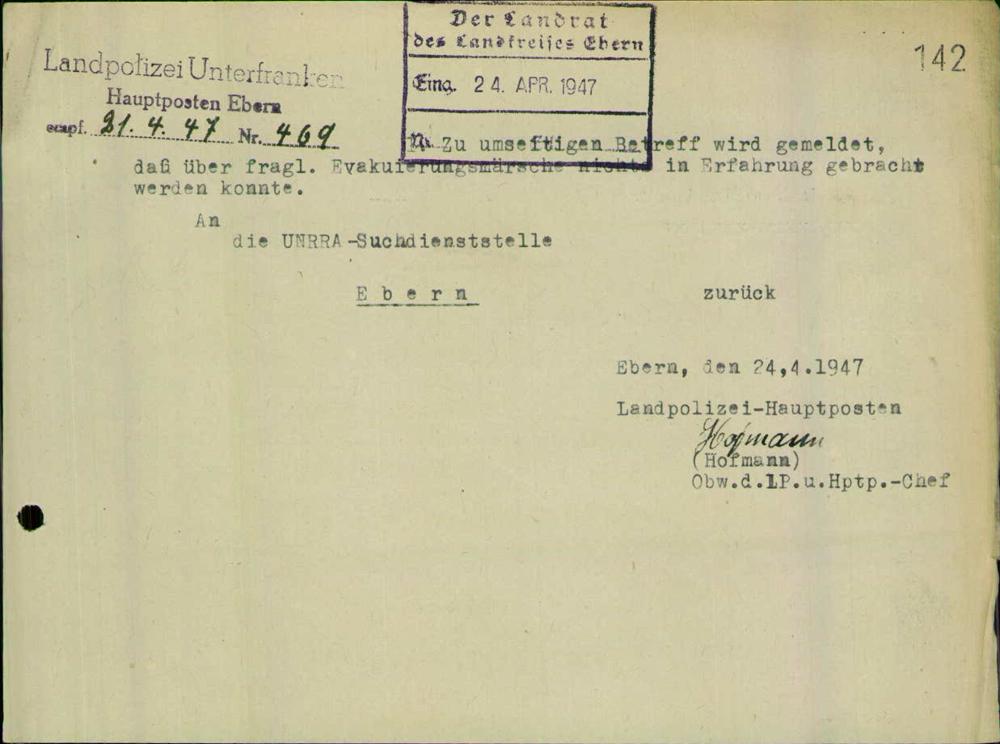 Der Landrat
des Landkreises Ebern
Eing. 24. APR. 1947
Nr.
142
Landpolizei Unterfranken
Hauptposten Ebern
empf. 21. 4. 47 Nr. 469
Zu umseitigen Betreff wird gemeldet,
daß über fragl. Evakuierungsmärsche nichts in Erfahrung gebracht
werden konnte.
An
die UNRRA-Suchdienststelle
Ebern zurück
Ebern, den 24,4.1947
Landpolizei-Hauptposten
Hofmann
(Hofmann)
Obw.d.LP.u.Hptp.-Chef